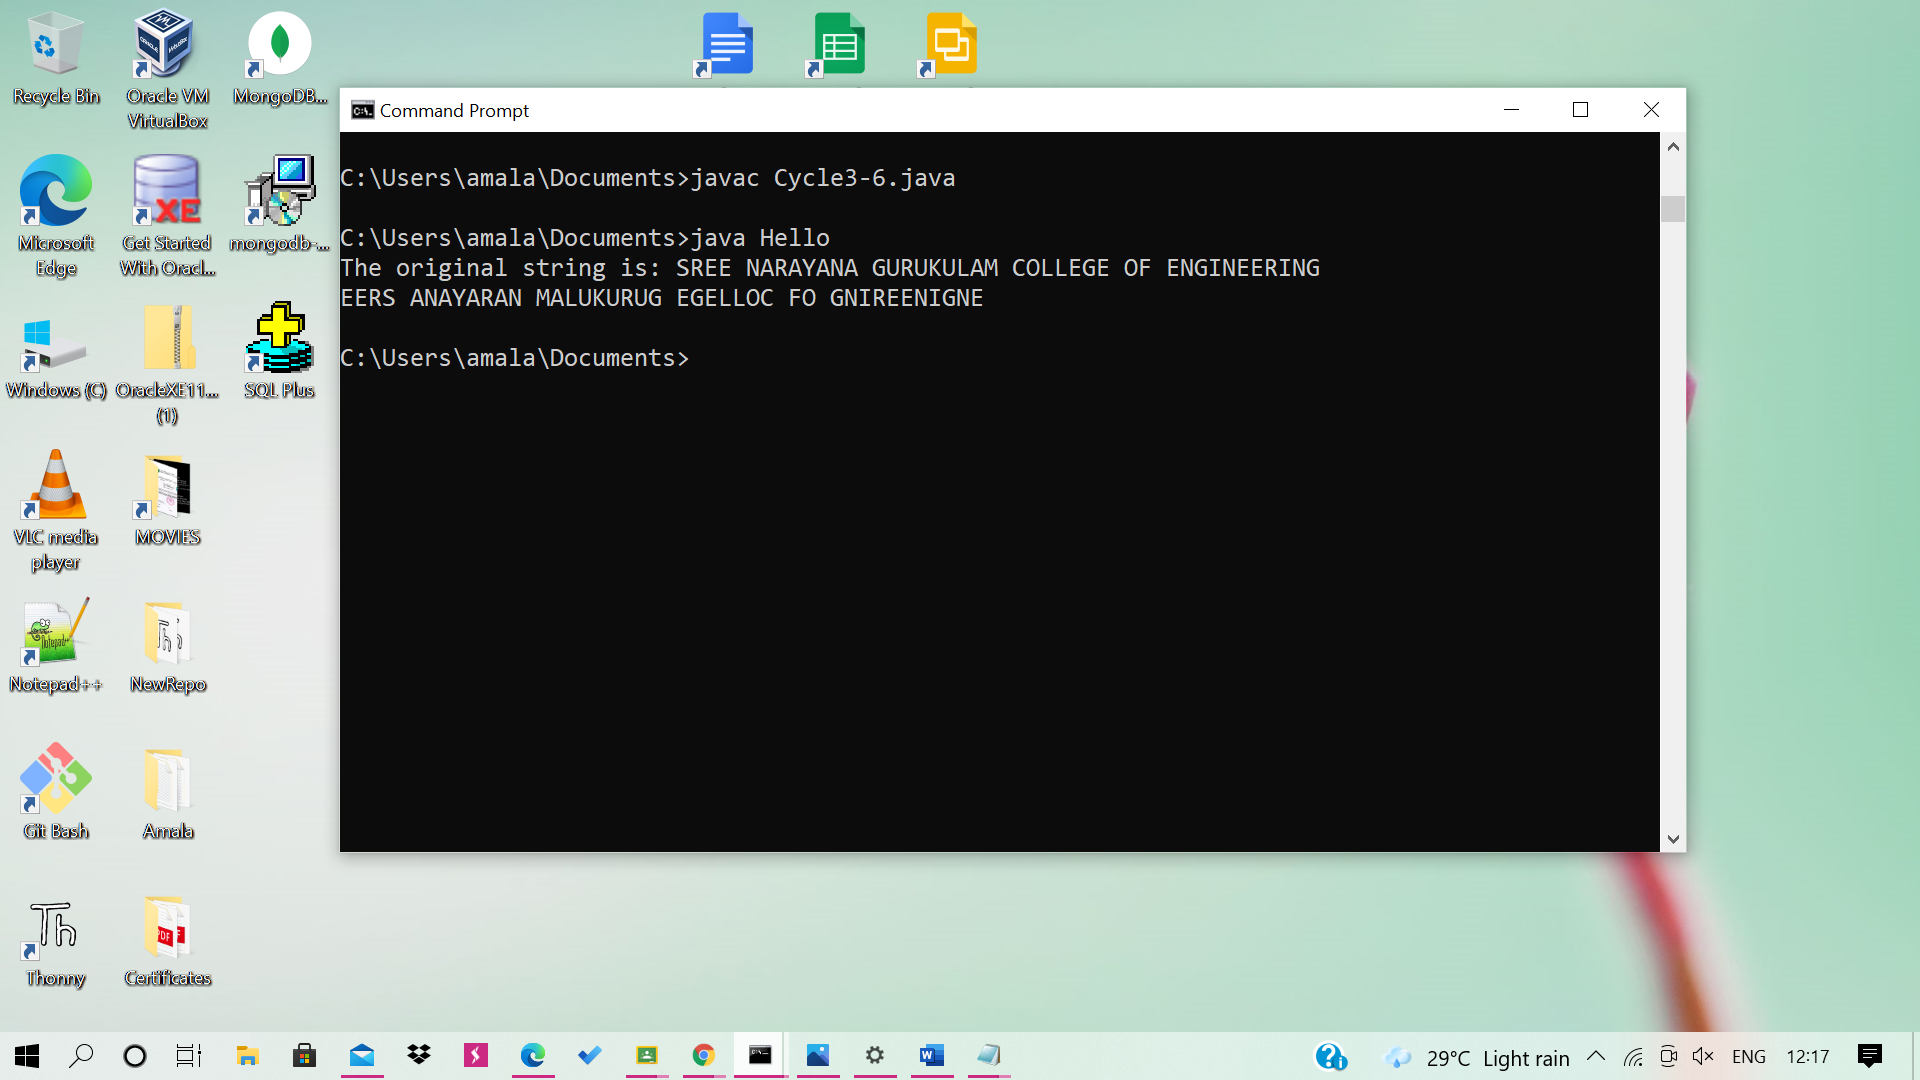 Recycle Bin
Oracle VM
VirtualBox
MongoDB...
Microsoft
Edge
Get Started
With Oracl...
mongodb-...
Windows (C)
OracleXE11...
(1)
SQL Plus
VLC media
player
MOVIES
Notepad++
NewRepo
Git Bash
Amala
Thonny
Certificates
Command Prompt
C:\Users\amala\Documents>javac Cycle3-6.java
C:\Users\amala\Documents>java Hello
The original string is: SREE NARAYANA GURUKULAM COLLEGE OF ENGINEERING
EERS ANAYARAN MALUKURUG EGELLOC FO GNIREENIGNE
C:\Users\amala\Documents>
29°C Light rain
ENG
12:17